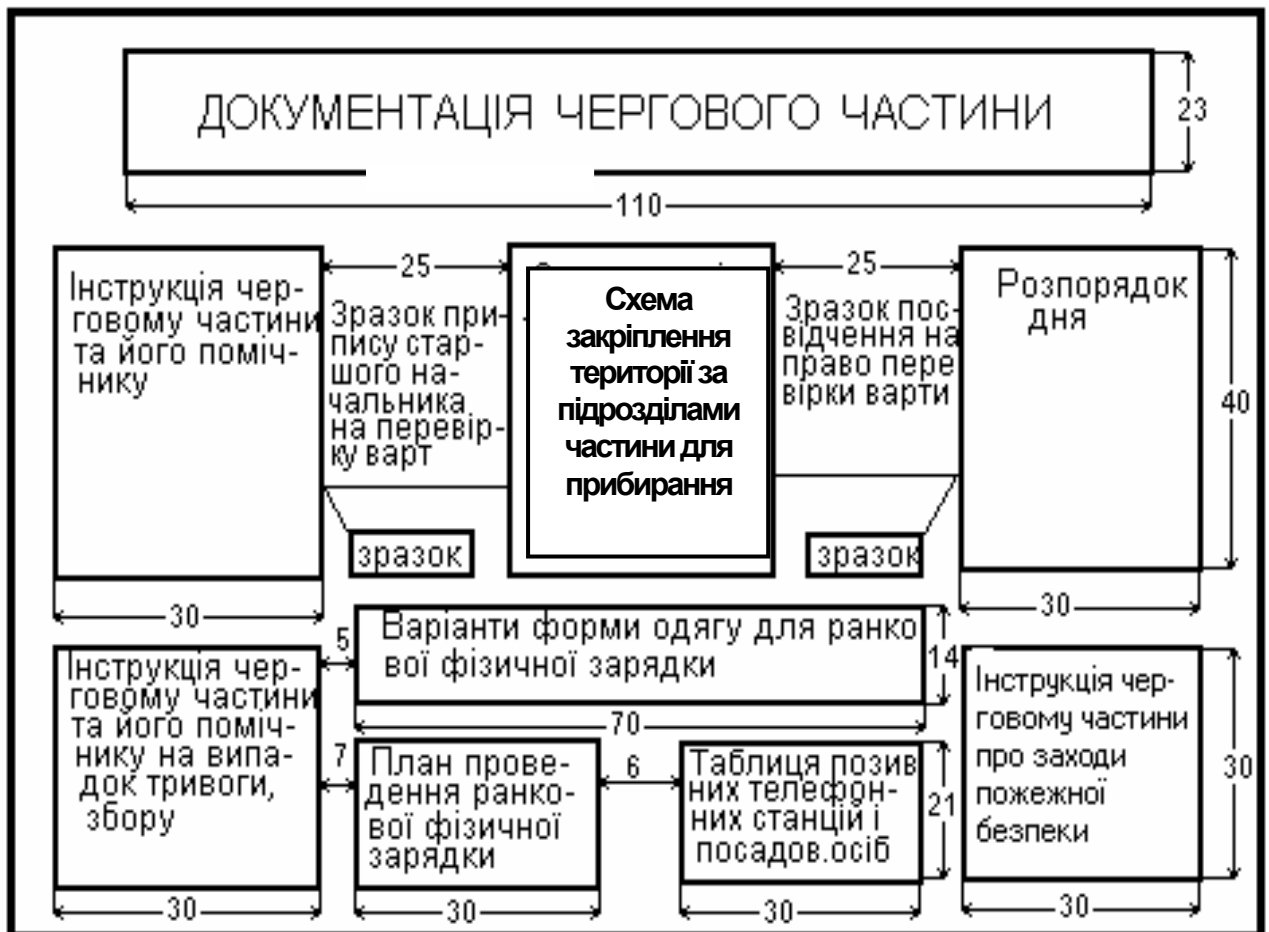 ДОКУМЕНТАЦІЯ ЧЕРГОВОГО ЧАСТИНИ
23
110
Інструкція чер-
говому частини
та його поміч-
нику
25
Зразок при-
пису стар-
шого на-
чальника
на перевір-
ку варт
зразок
Схема
закріплення
території за
підрозділами
частини для
прибирання
25
Зразок пос-
відчення на
право пере
вірки варти
зразок
Розпорядок
дня
40
30
30
5
Варіанти форми одягу для ранко
вої фізичної зарядки
14
70
Інструкція чер-
говому частини
та його поміч-
нику на випа-
док тривоги,
збору
7
План прове-
дення ранко-
вої фізичної
зарядки
6
Таблиця позив
них телефон-
них станцій і
посадов.осіб
21
Інструкція чер-
говому частини
про заходи
пожежної
безпеки
30
30
30
30
30